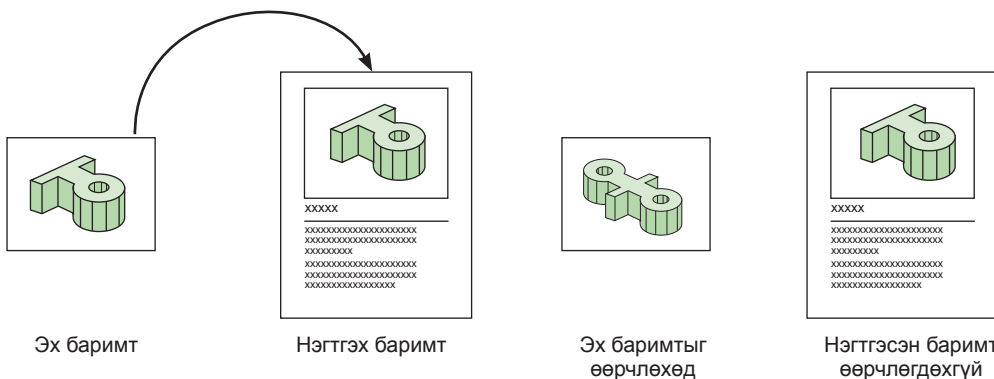 xxxxx
xxxxxxxxxxxxxxxxxxxxx
xxxxxxxxxxxxxxxxxxxxx
xxxxxxxxx
xxxxxxxxxxxxxxxxxxxxx
xxxxxxxxxxxxxxxxxxxxx
xxxxxxxxxxxxxxxxx
xxxxx
xxxxxxxxxxxxxxxxxxxxx
xxxxxxxxxxxxxxxxxxxxx
xxxxxxxxx
xxxxxxxxxxxxxxxxxxxxx
xxxxxxxxxxxxxxxxxxxxx
xxxxxxxxxxxxxxxxx
Эх баримт
Нэгтгэх баримт
Эх баримтыг
өөрчлөхөд
Нэгтгэсэн баримт
өөрчлөгдөхгүй